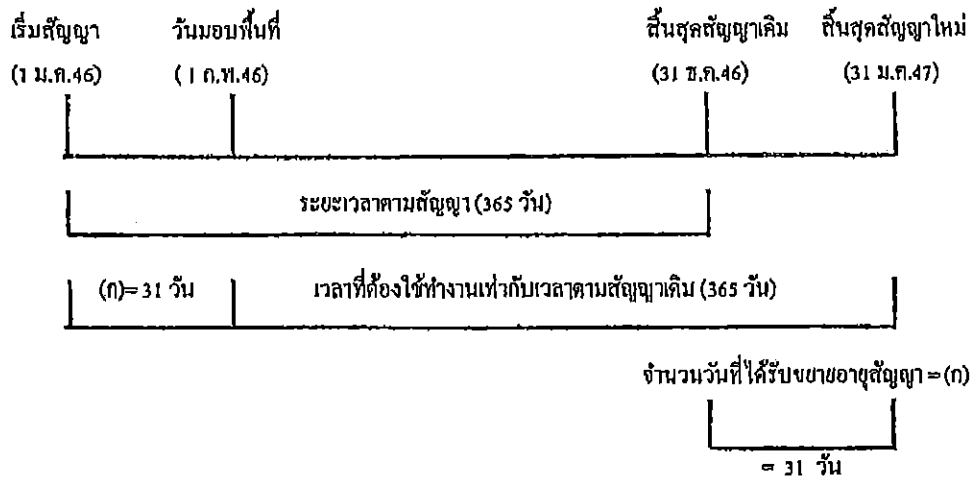 เริ่มสัญญา วันมอบพื้นที่ สิ้นสุดสัญญาเดิม สิ้นสุดสัญญาใหม่
(1 ม.ค.46) (1 ก.พ.46) (31 ธ.ค.46) (31 ม.ค.47)
ระยะเวลาตามสัญญา (365 วัน)
(ก)= 31 วัน เวลาที่ต้องใช้ทำงานเท่ากับเวลาตามสัญญาเดิม (365 วัน)
จำนวนวันที่ได้รับขยายอายุสัญญา = (ก)
= 31 วัน